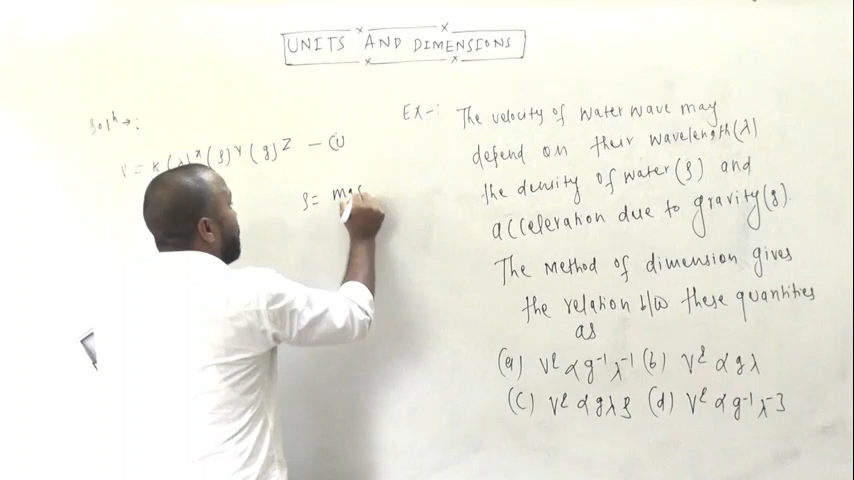 UNITS AND DIMENSIONS
Solⁿ →:
V = K (λ)ˣ (ρ)ʸ (g)ᶻ — (i)
ρ = mas
Ex—: The velocity of water wave may
depend on their wavelength (λ)
the density of water (ρ) and
acceleration due to gravity (g).
The method of dimension gives
the relation b/w these quantities
as
(a) V² α g⁻¹ λ⁻¹ (b) V² α g λ
(c) V² α g λ ρ (d) V² α g⁻¹ λ⁻³